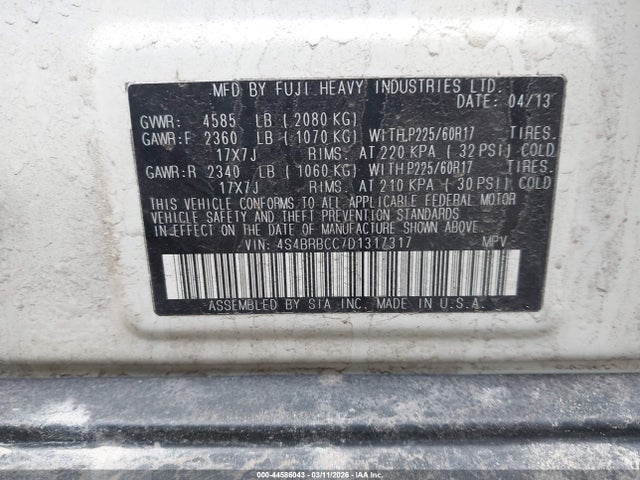 MFD BY FUJI HEAVY INDUSTRIES LTD.
DATE: 04/13
GVWR: 4585 LB ( 2080 KG)
GAWR:F 2360 LB ( 1070 KG) WITH P225/60R17 TIRES.
17X7J RIMS. AT 220 KPA ( 32 PSI) COLD
GAWR:R 2340 LB ( 1060 KG) WITH P225/60R17 TIRES.
17X7J RIMS. AT 210 KPA ( 30 PSI) COLD
THIS VEHICLE CONFORMS TO ALL APPLICABLE FEDERAL MOTOR
VEHICLE SAFETY AND THEFT PREVENTION STANDARDS
IN EFFECT ON THE DATE OF MANUFACTURE SHOWN ABOVE.
VIN: 4S4BRBCC7D1317317 MPV
ASSEMBLED BY SIA INC. MADE IN U.S.A
000-44586043 - 03/11/2026 - IAA Inc.